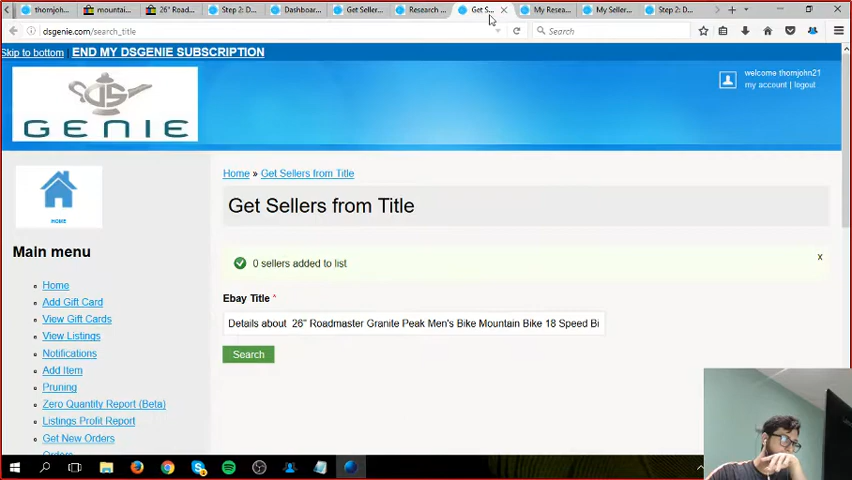 thornjoh...
mountai...
26" Road...
Step 2: D...
Dashboar...
Get Seller...
Research ...
Get S...
My Resea...
My Seller...
Step 2: D...
dsgenie.com/search_title
Search
Skip to bottom
END MY DSGENIE SUBSCRIPTION
DS
GENIE
welcome thornjohn21
my account | logout
HOME
Main menu
Home
Add Gift Card
View Gift Cards
View Listings
Notifications
Add Item
Pruning
Zero Quantity Report (Beta)
Listings Profit Report
Get New Orders
Orders
Home » Get Sellers from Title
Get Sellers from Title
0 sellers added to list
x
Ebay Title *
Details about 26" Roadmaster Granite Peak Men's Bike Mountain Bike 18 Speed Bi
Search